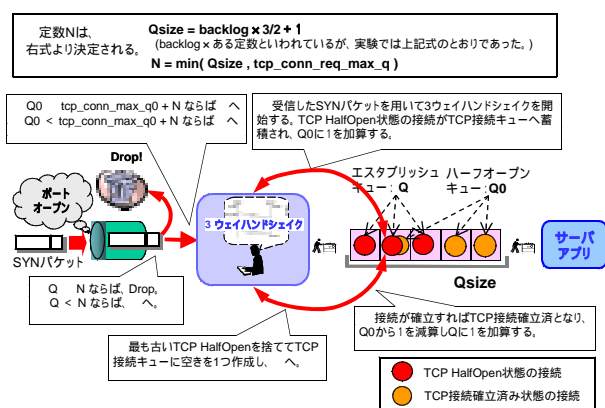 定数Nは、
右式より決定される。
Qsize = backlog × 3/2 + 1
(backlog × ある定数といわれているが、実験では上記式のとおりであった。)
N = min( Qsize , tcp_conn_req_max_q )
Q0 tcp_conn_max_q0 + N ならば へ
Q0 < tcp_conn_max_q0 + N ならば へ
受信したSYNパケットを用いて3ウェイハンドシェイクを開
始する。TCP HalfOpen状態の接続がTCP接続キューへ蓄
積され、Q0に1を加算する。
Drop!
ポート
オープン
SYNパケット
3 ウェイハンドシェイク
エスタブリッシュ
キュー: Q
ハーフオープン
キュー: Q0
Qsize
サーバ
アプリ
Q N ならば、Drop。
Q < N ならば、 へ。
最も古いTCP HalfOpenを捨ててTCP
接続キューに空きを1つ作成し、 へ。
接続が確立すればTCP接続確立済となり、
Q0から1を減算しQに1を加算する。
TCP HalfOpen状態の接続
TCP接続確立済み状態の接続